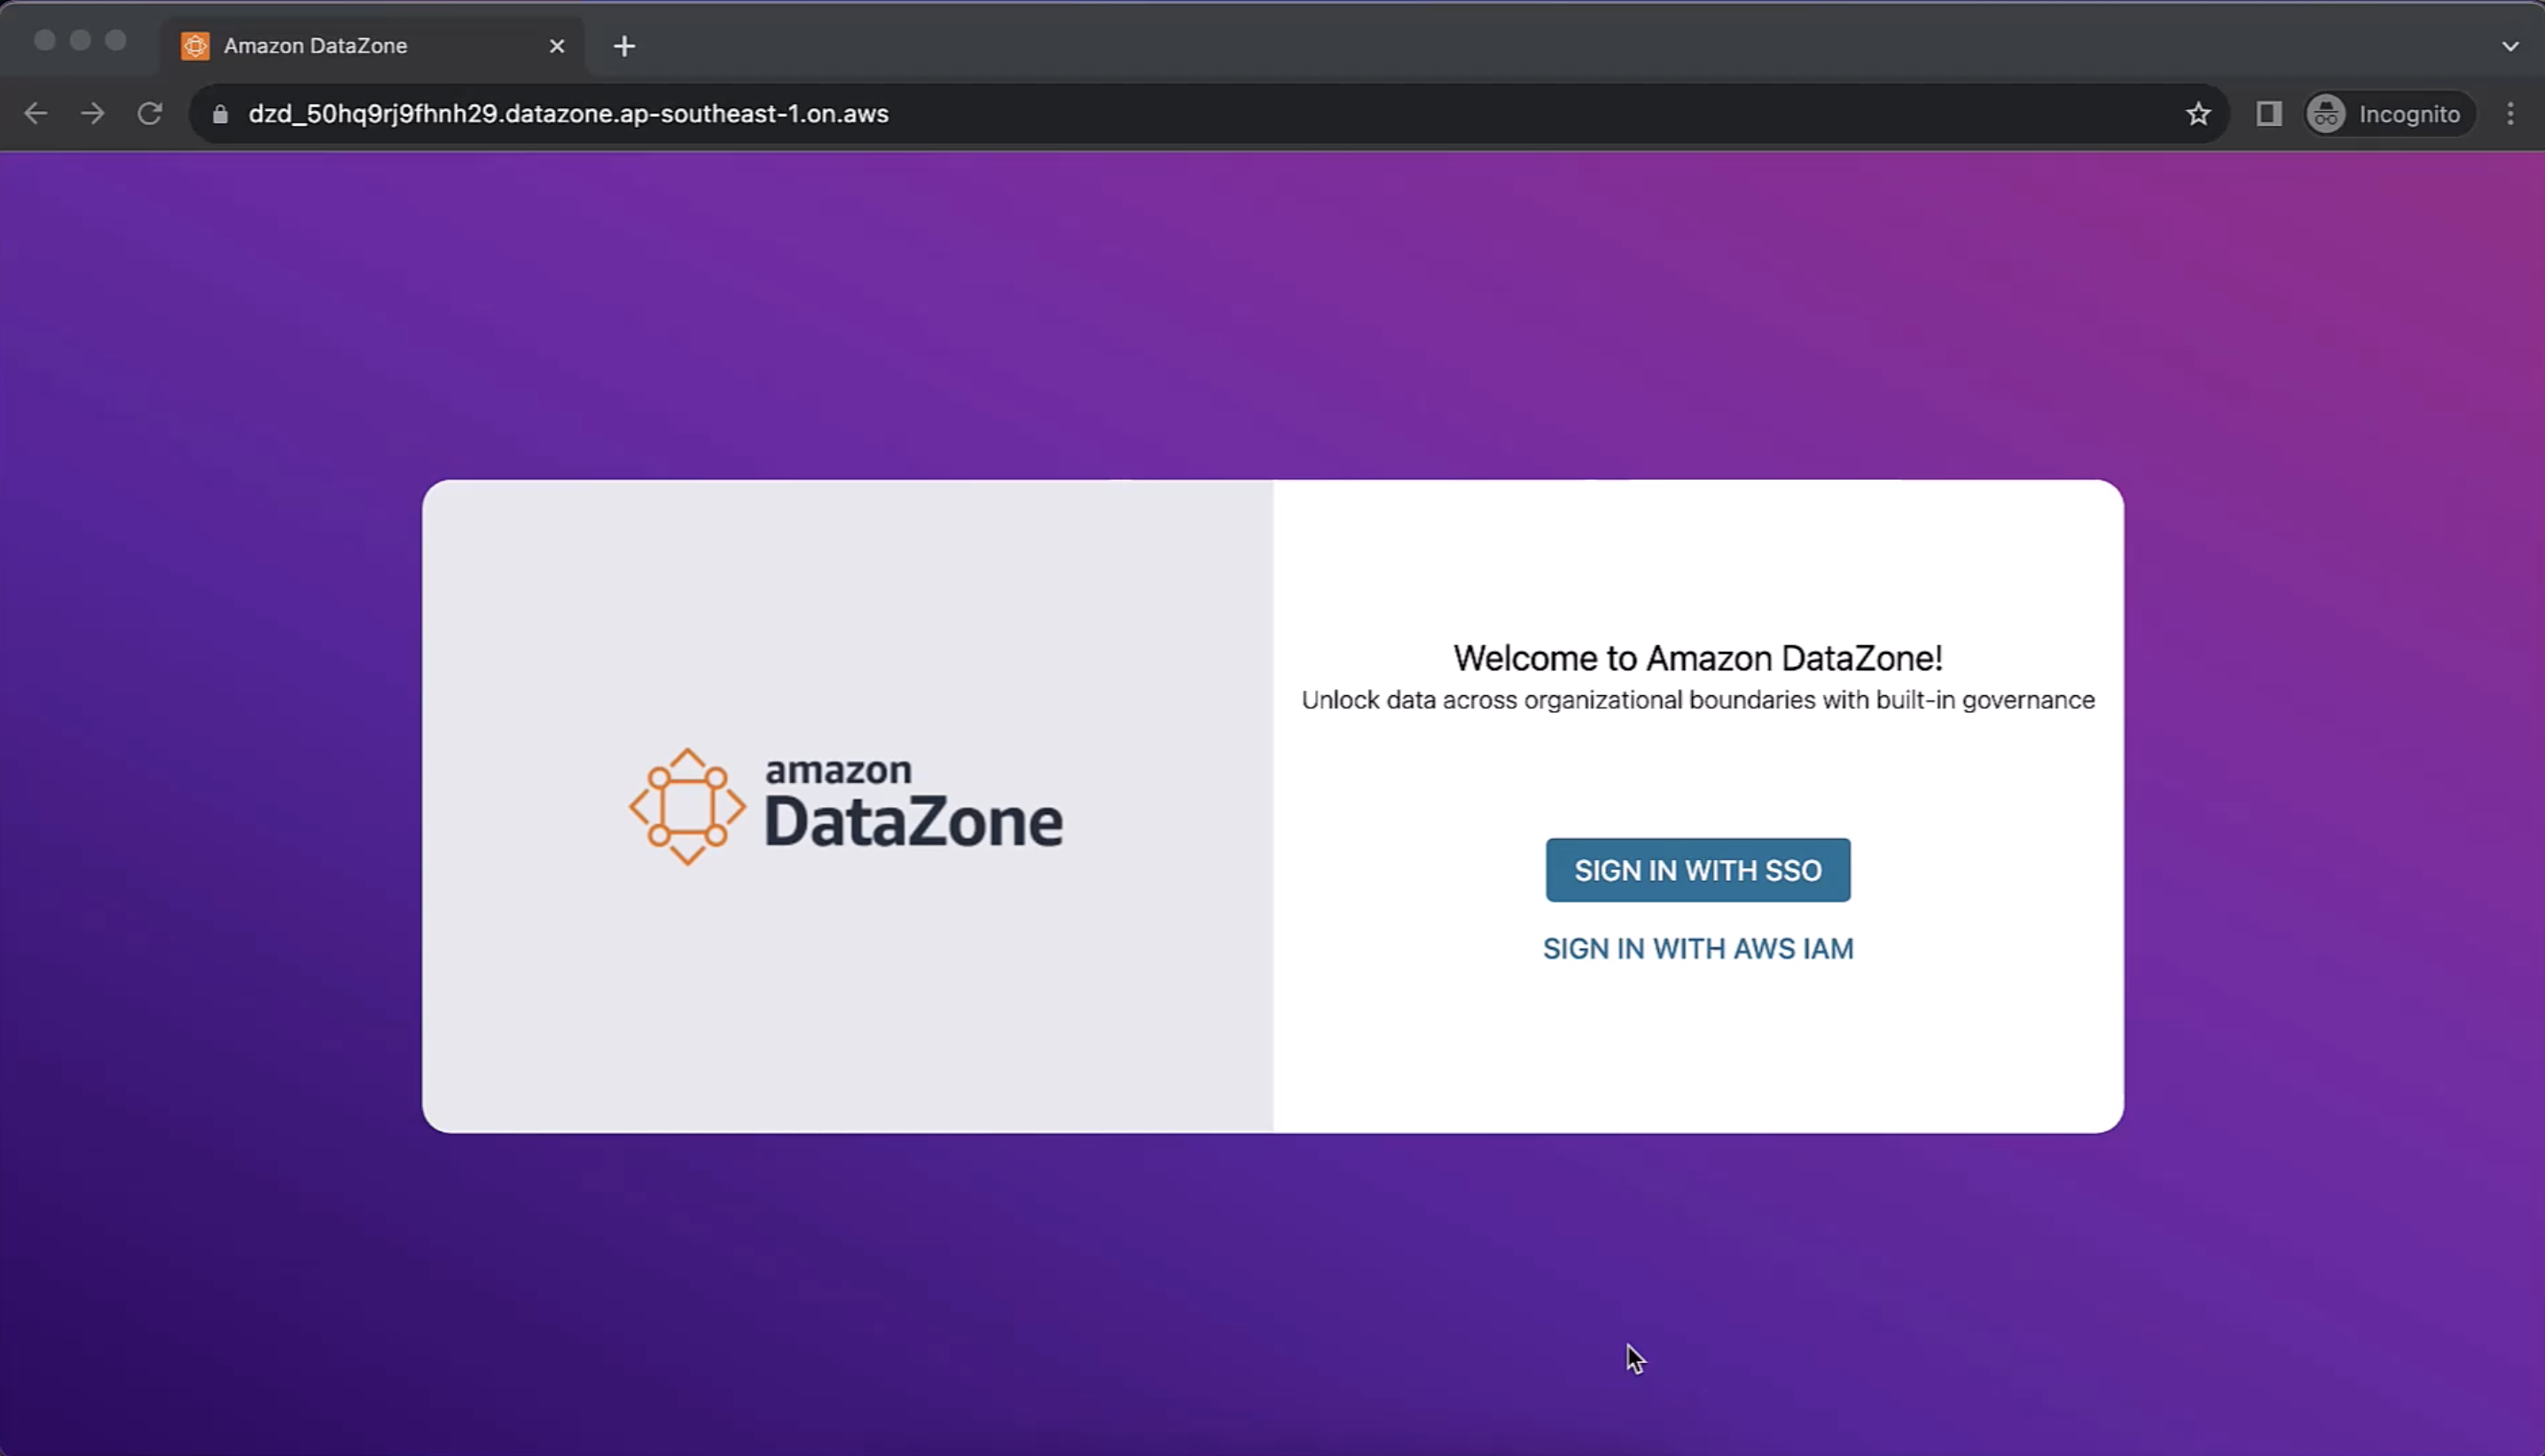 Amazon DataZone
dzd_50hq9rj9fhnh29.datazone.ap-southeast-1.on.aws
Incognito
amazon
DataZone
Welcome to Amazon DataZone!
Unlock data across organizational boundaries with built-in governance
SIGN IN WITH SSO
SIGN IN WITH AWS IAM